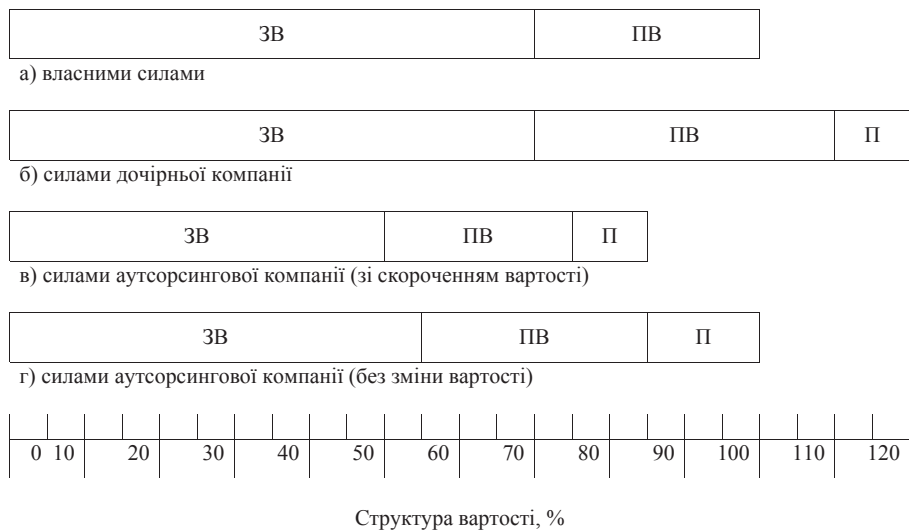 ЗВ ПВ
а) власними силами
ЗВ ПВ П
б) силами дочірньої компанії
ЗВ ПВ П
в) силами аутсорсингової компанії (зі скороченням вартості)
ЗВ ПВ П
г) силами аутсорсингової компанії (без зміни вартості)
0 10 20 30 40 50 60 70 80 90 100 110 120
Структура вартості, %